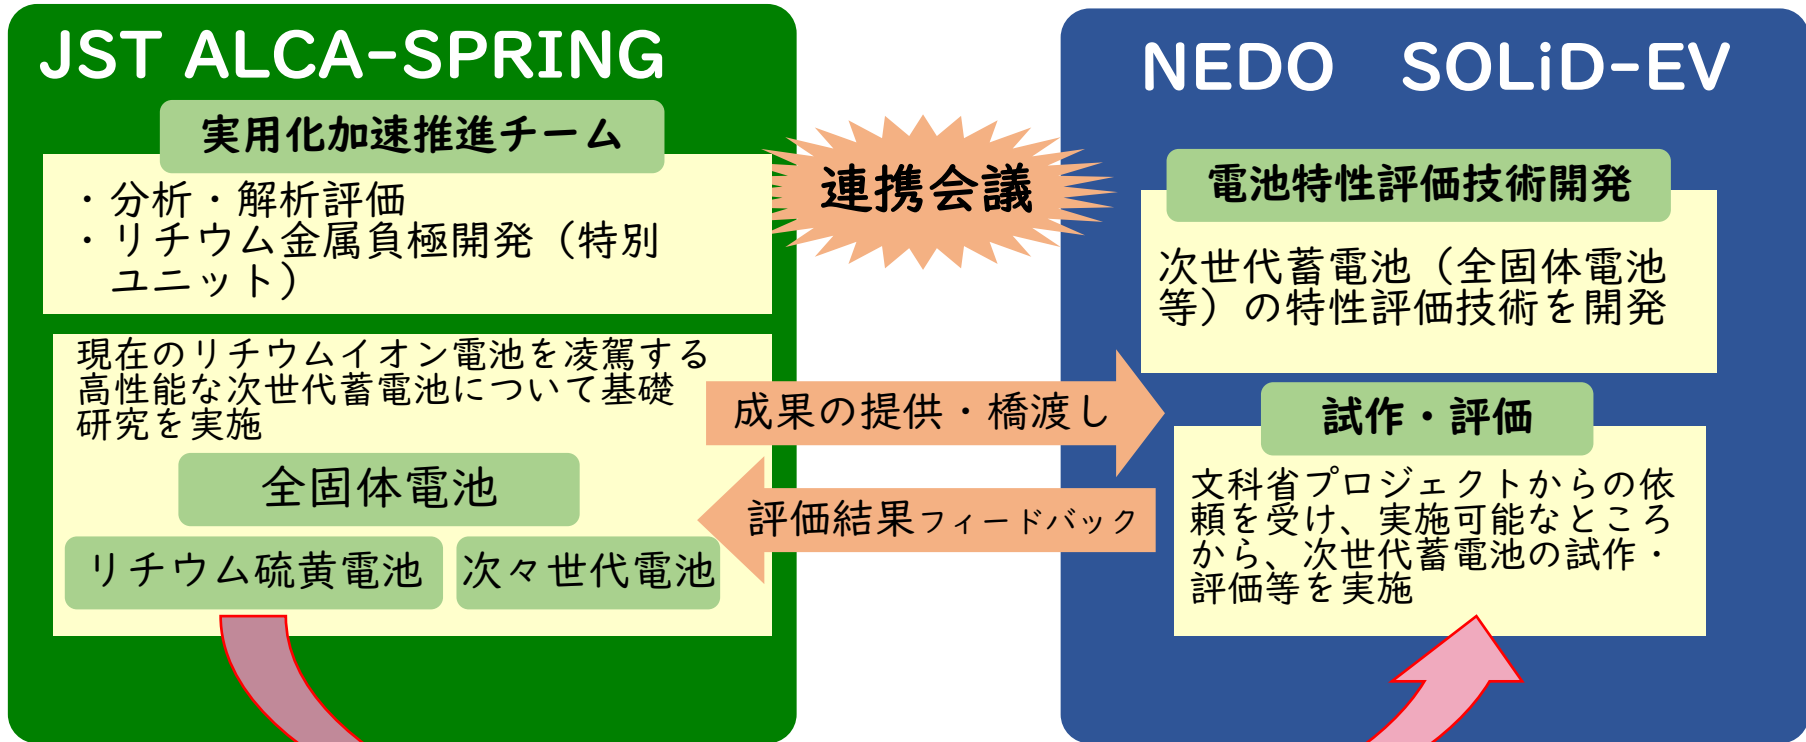 JST ALCA-SPRING
実用化加速推進チーム
・分析・解析評価
・リチウム金属負極開発（特別
ユニット）
現在のリチウムイオン電池を凌駕する
高性能な次世代蓄電池について基礎
研究を実施
全固体電池
リチウム硫黄電池
次々世代電池
連携会議
成果の提供・橋渡し
評価結果フィードバック
NEDO　SOLiD-EV
電池特性評価技術開発
次世代蓄電池（全固体電池
等）の特性評価技術を開発
試作・評価
文科省プロジェクトからの依
頼を受け、実施可能なところ
から、次世代蓄電池の試作・
評価等を実施